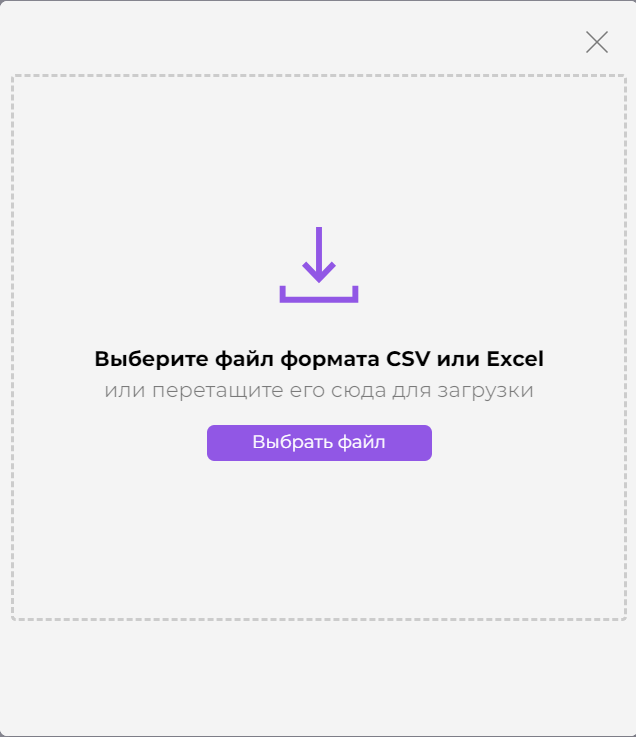 Выберите файл формата CSV или Excel
или перетащите его сюда для загрузки
Выбрать файл